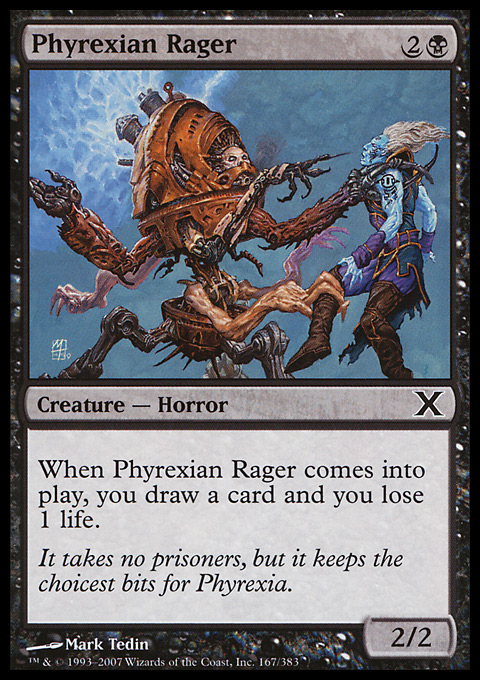 Phyrexian Rager 2
Creature — Horror X
When Phyrexian Rager comes into
play, you draw a card and you lose
1 life.
It takes no prisoners, but it keeps the
choicest bits for Phyrexia.
2/2
Mark Tedin
™ & © 1993–2007 Wizards of the Coast, Inc. 167/383